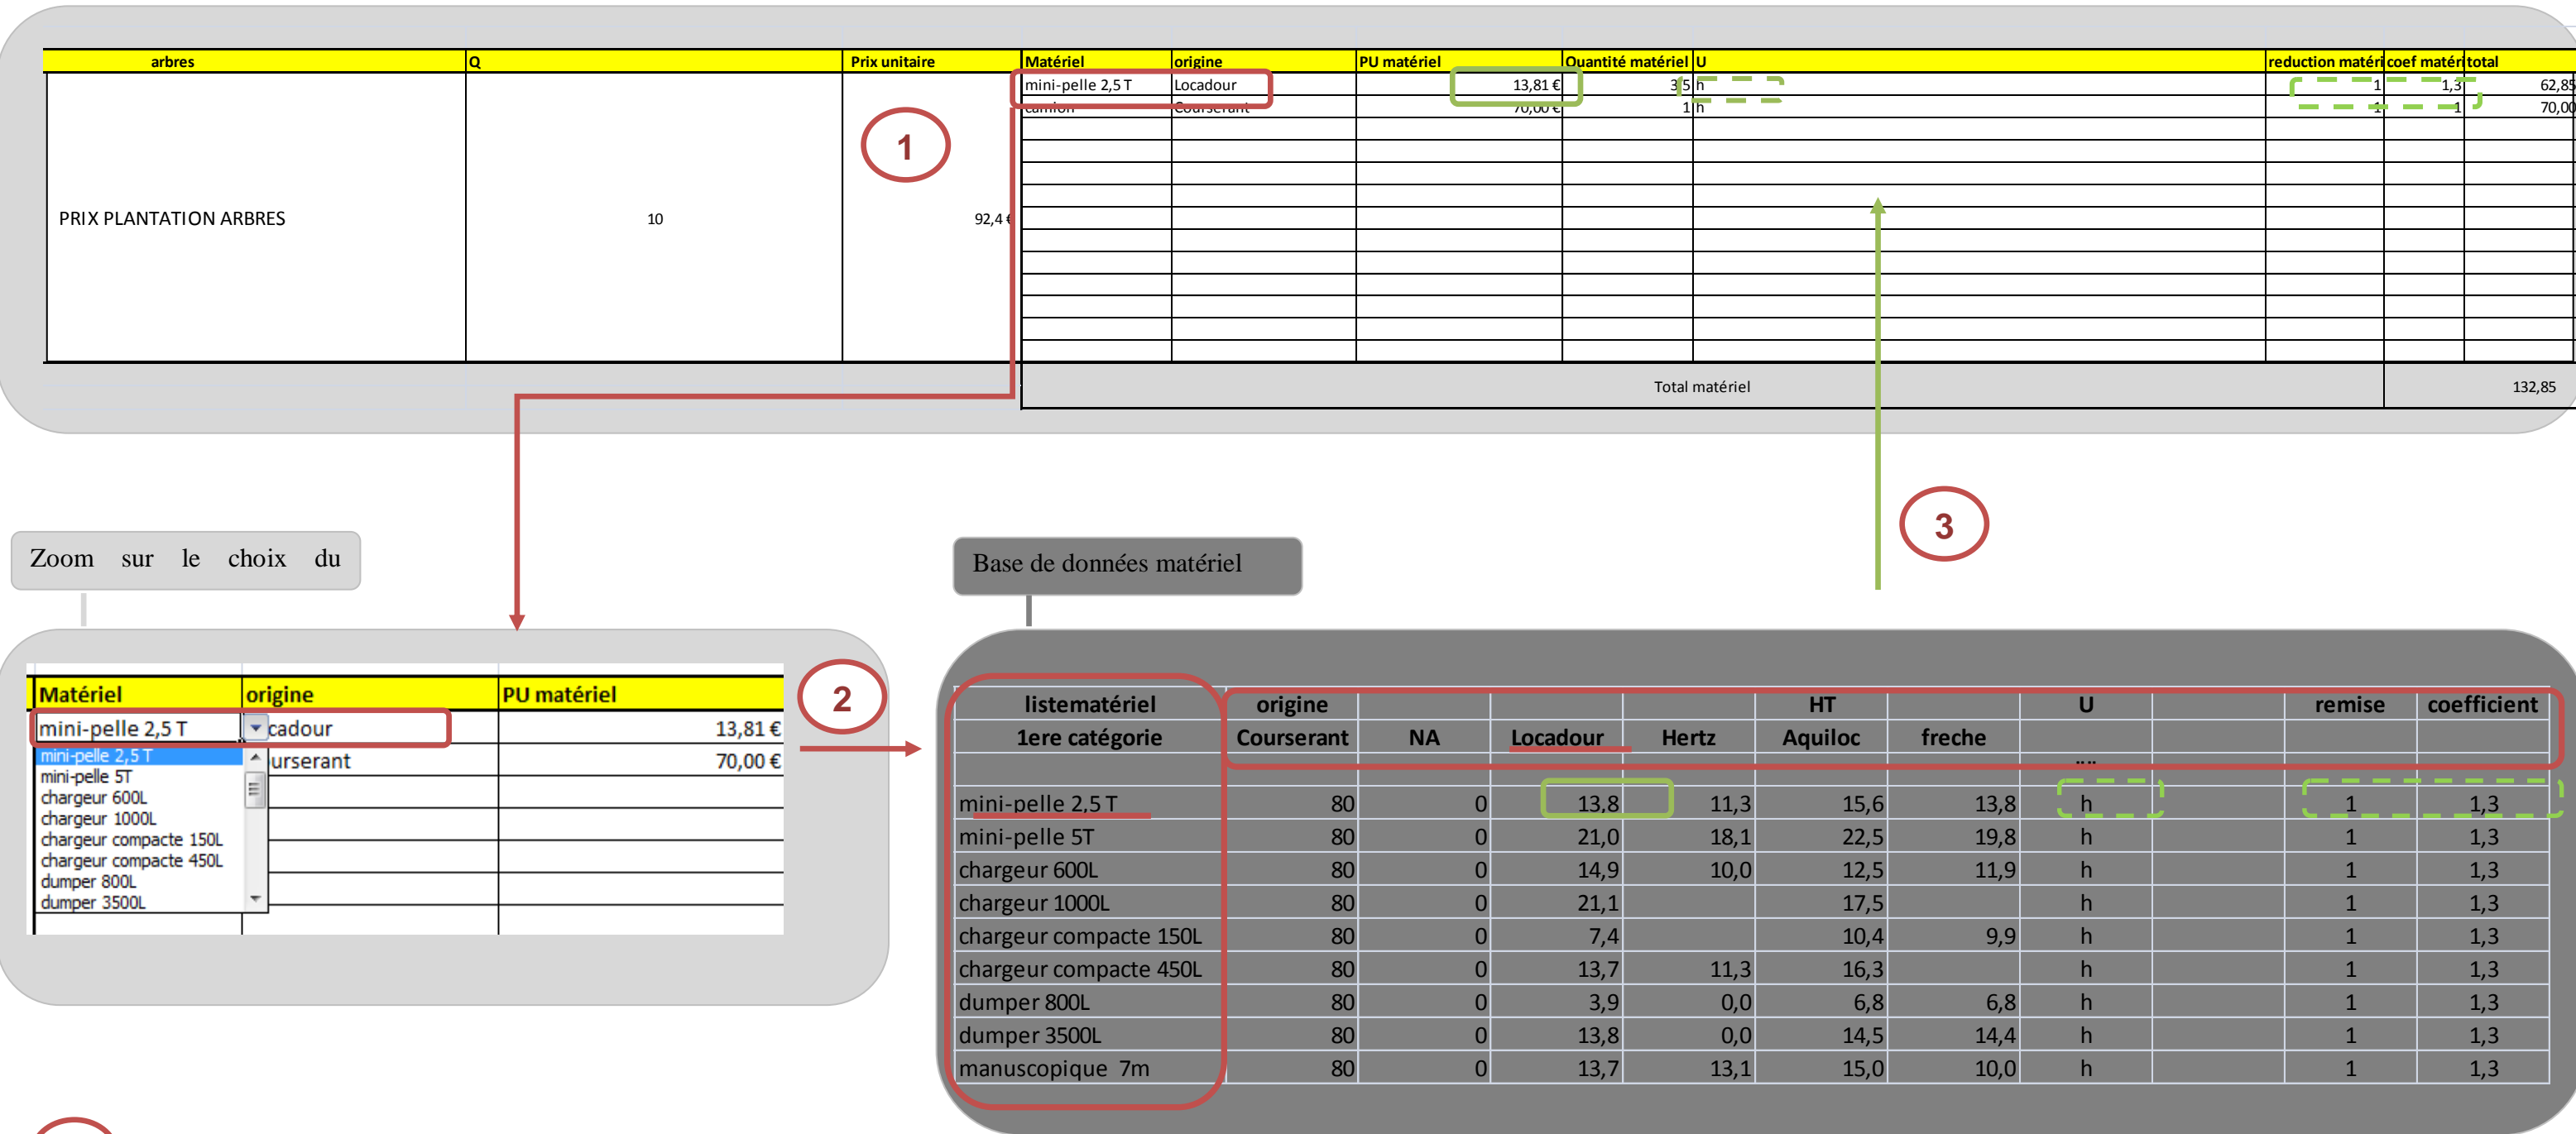 arbres Q Prix unitaire Matériel origine PU matériel Quantité matériel U reduction matéri coef matéri total
mini-pelle 2,5 T Locadour 13,81 € 3,5 h 1 1,3 62,85
camion Courserant 70,00 € 1 h 1 1 70,00
1
PRIX PLANTATION ARBRES 10 92,4 €
Total matériel 132,85
3
Zoom sur le choix du
Base de données matériel
Matériel origine PU matériel
mini-pelle 2,5 T cadour 13,81 €
mini-pelle 2,5 T urserant 70,00 €
mini-pelle 5T
chargeur 600L
chargeur 1000L
chargeur compacte 150L
chargeur compacte 450L
dumper 800L
dumper 3500L
2
listematériel origine HT U remise coefficient
1ere catégorie Courserant NA Locadour Hertz Aquiloc freche
mini-pelle 2,5 T 80 0 13,8 11,3 15,6 13,8 h 1 1,3
mini-pelle 5T 80 0 21,0 18,1 22,5 19,8 h 1 1,3
chargeur 600L 80 0 14,9 10,0 12,5 11,9 h 1 1,3
chargeur 1000L 80 0 21,1 17,5 h 1 1,3
chargeur compacte 150L 80 0 7,4 10,4 9,9 h 1 1,3
chargeur compacte 450L 80 0 13,7 11,3 16,3 h 1 1,3
dumper 800L 80 0 3,9 0,0 6,8 6,8 h 1 1,3
dumper 3500L 80 0 13,8 0,0 14,5 14,4 h 1 1,3
manuscopique 7m 80 0 13,7 13,1 15,0 10,0 h 1 1,3